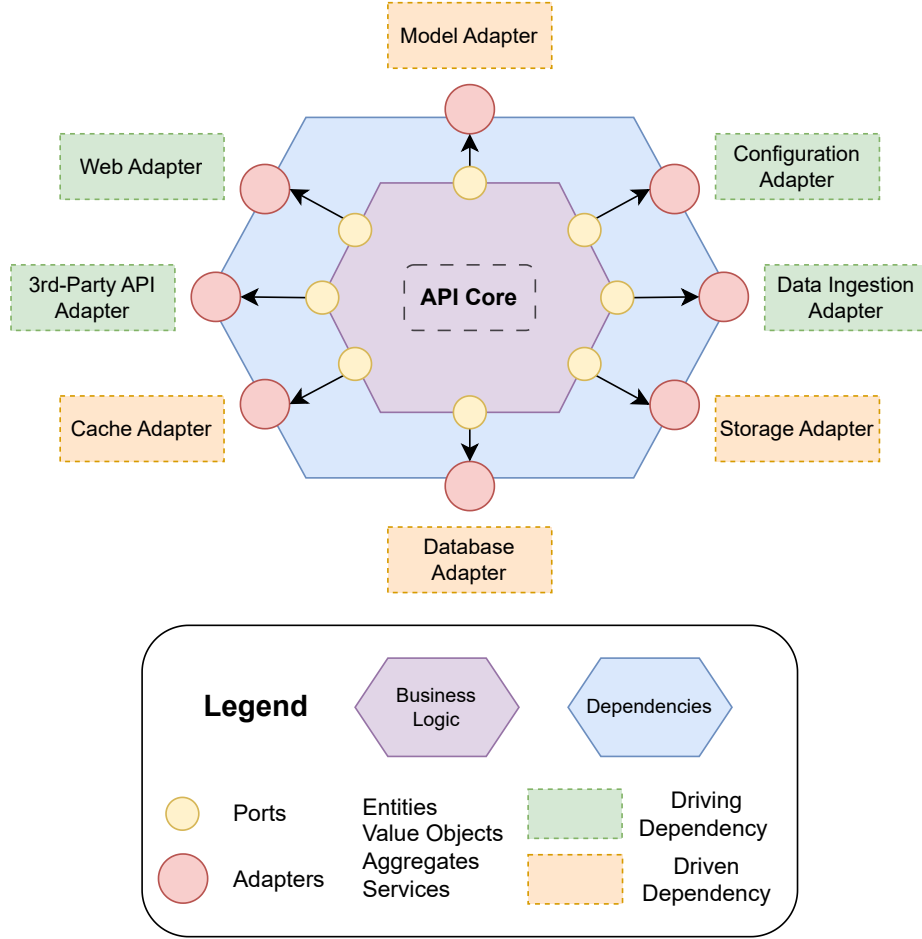 Model Adapter
Web Adapter
Configuration
Adapter
3rd-Party API
Adapter
API Core
Data Ingestion
Adapter
Cache Adapter
Storage Adapter
Database
Adapter
Legend
Business
Logic
Dependencies
Ports
Adapters
Entities
Value Objects
Aggregates
Services
Driving
Dependency
Driven
Dependency